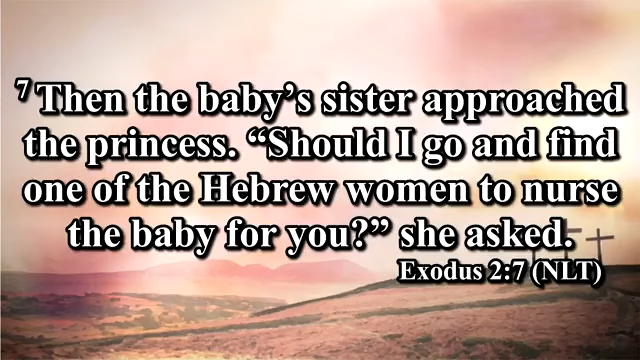 7 Then the baby’s sister approached
the princess. “Should I go and find
one of the Hebrew women to nurse
the baby for you?” she asked.
Exodus 2:7 (NLT)